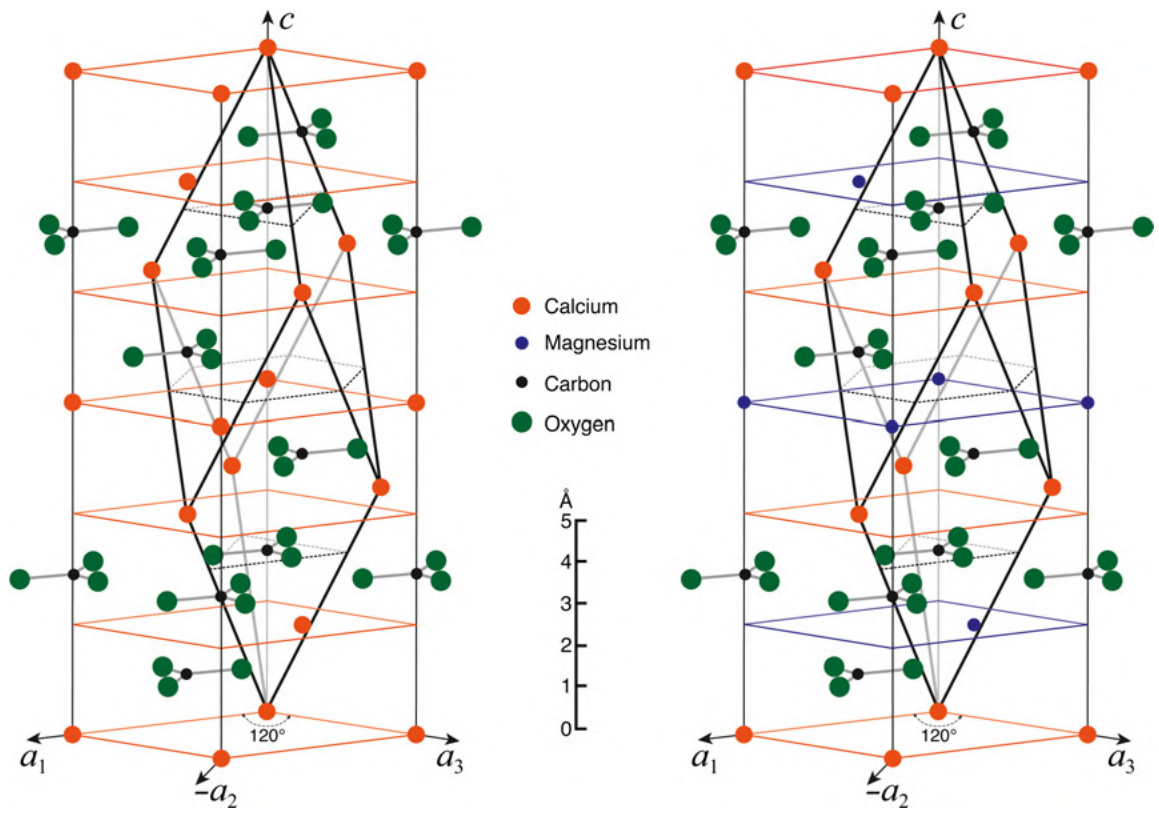 c
c
Calcium
Magnesium
Carbon
Oxygen
Å
5
4
3
2
1
0
120°
120°
a1
a3
a1
a3
–a2
–a2